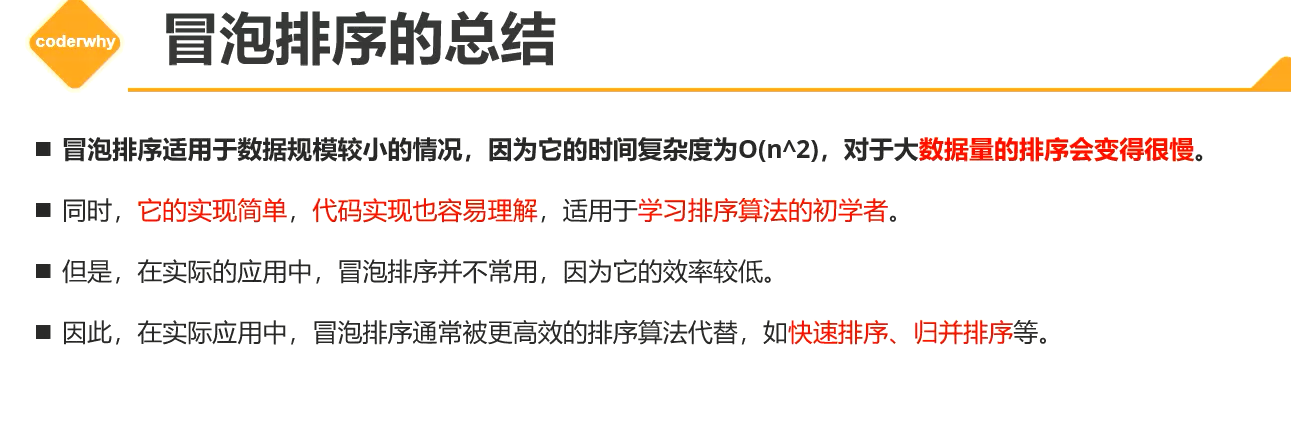 coderwhy
冒泡排序的总结
■ 冒泡排序适用于数据规模较小的情况，因为它的时间复杂度为O(n^2)，对于大数据量的排序会变得很慢。
■ 同时，它的实现简单，代码实现也容易理解，适用于学习排序算法的初学者。
■ 但是，在实际的应用中，冒泡排序并不常用，因为它的效率较低。
■ 因此，在实际应用中，冒泡排序通常被更高效的排序算法代替，如快速排序、归并排序等。